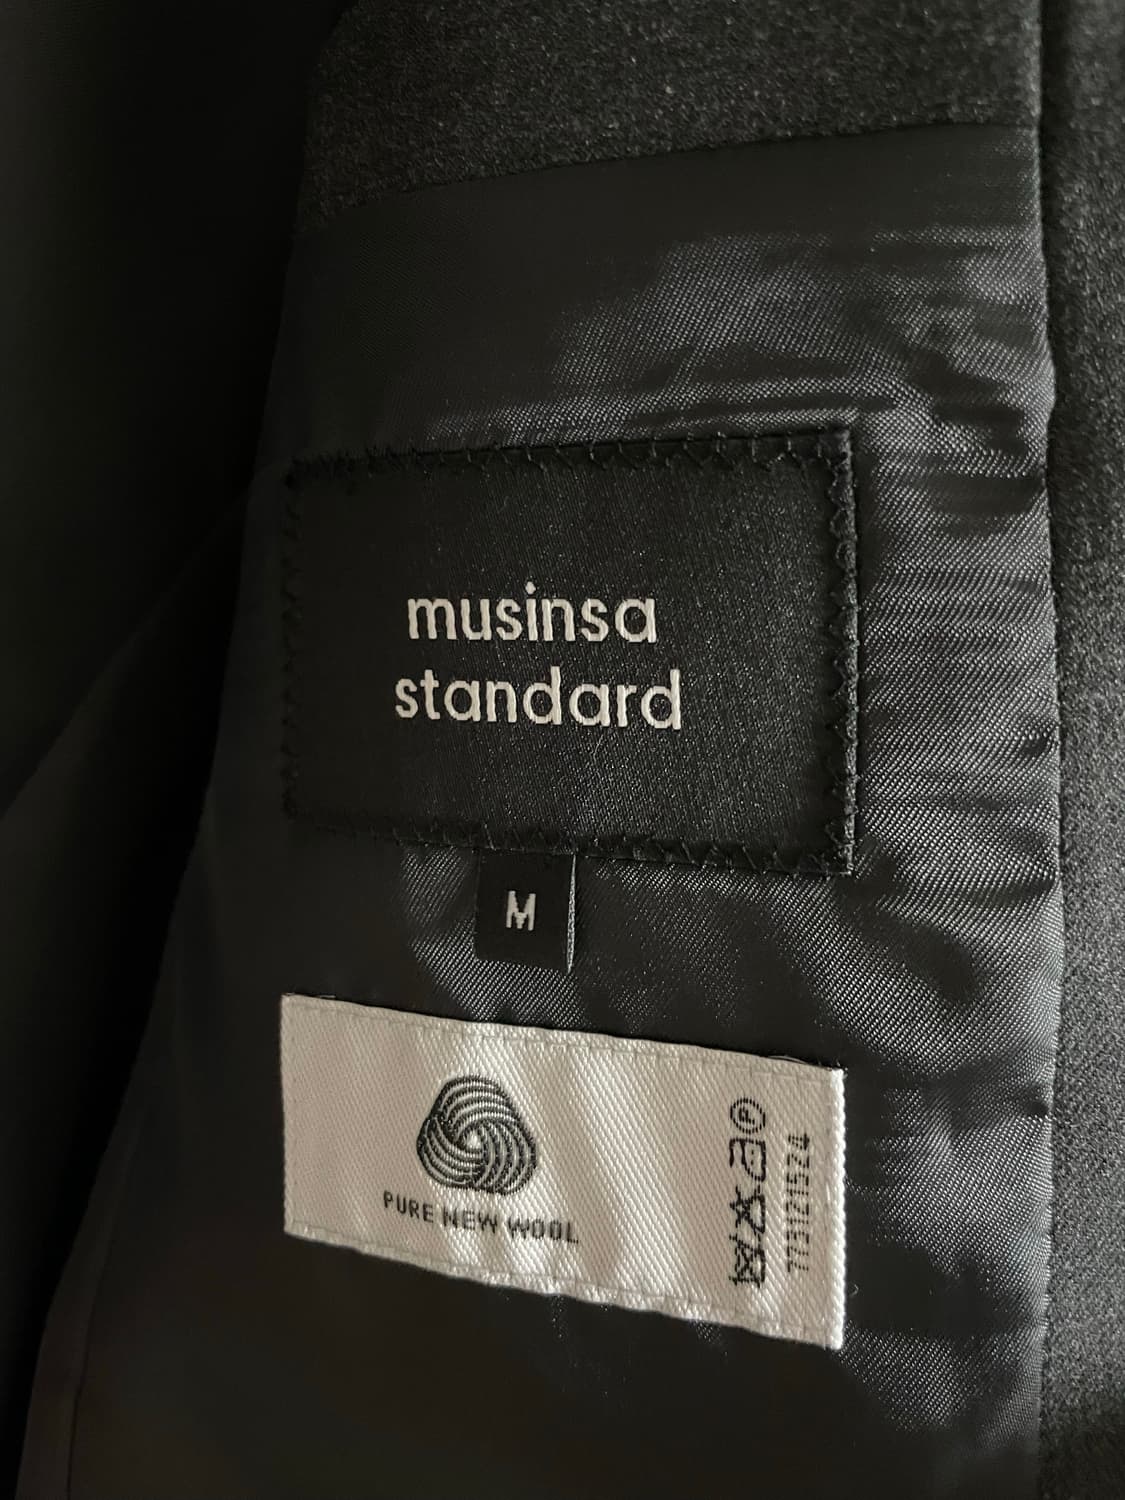 musinsa
standard
M
PURE NEW WOOL
P